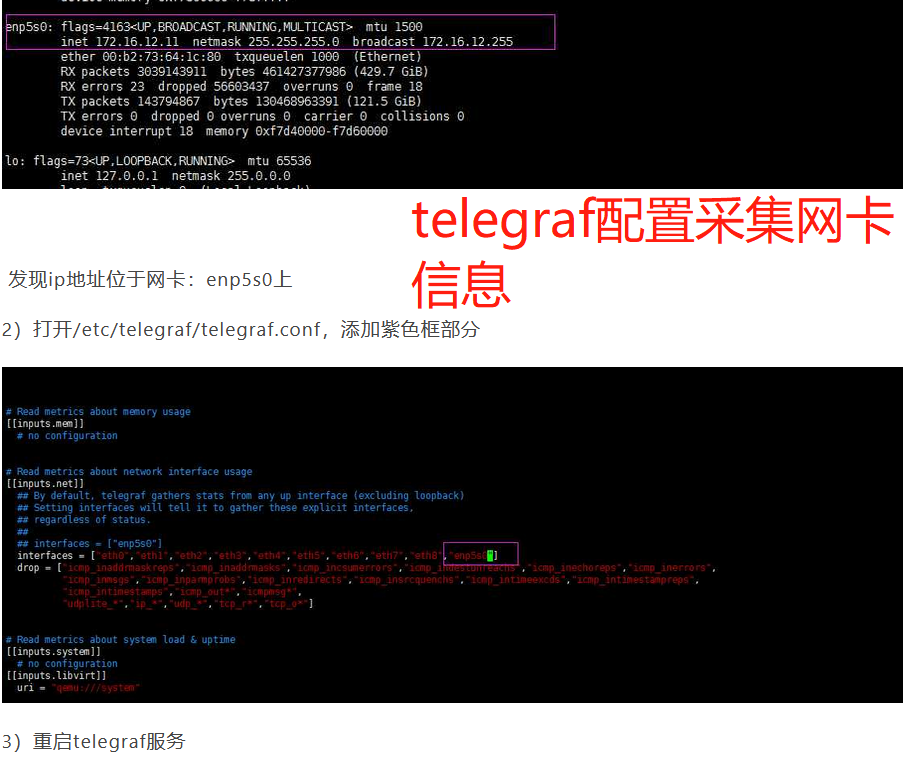 enp5s0: flags=4163<UP,BROADCAST,RUNNING,MULTICAST>  mtu 1500
inet 172.16.12.11  netmask 255.255.255.0  broadcast 172.16.12.255
ether 00:b2:73:64:1c:80  txqueuelen 1000  (Ethernet)
RX packets 3039143911  bytes 461427377986 (429.7 GiB)
RX errors 23  dropped 56603437  overruns 0  frame 18
TX packets 143794867  bytes 130468963391 (121.5 GiB)
TX errors 0  dropped 0 overruns 0  carrier 0  collisions 0
device interrupt 18  memory 0xf7d40000-f7d60000
lo: flags=73<UP,LOOPBACK,RUNNING>  mtu 65536
inet 127.0.0.1  netmask 255.0.0.0
telegraf配置采集网卡
信息
发现ip地址位于网卡：enp5s0上
2）打开/etc/telegraf/telegraf.conf，添加紫色框部分
# Read metrics about memory usage
[[inputs.mem]]
# no configuration
# Read metrics about network interface usage
[[inputs.net]]
## By default, telegraf gathers stats from any up interface (excluding loopback)
## Setting interfaces will tell it to gather these explicit interfaces,
## regardless of status.
##
## interfaces = ["enp5s0"]
interfaces = ["eth0","eth1","eth2","eth3","eth4","eth5","eth6","eth7","eth8","enp5s0"]
drop = ["icmp_inaddrmaskreps","icmp_inaddrmasks","icmp_incsumerrors","icmp_indestunreachs","icmp_inechoreps","icmp_inerrors",
"icmp_inmsgs","icmp_inparmprobs","icmp_inredirects","icmp_insrcquenchs","icmp_intimeexcds","icmp_intimestampreps",
"icmp_intimestamps","icmp_out*","icmpmsg*",
"udplite_*","ip_*","udp_*","tcp_r*","tcp_o*"]
# Read metrics about system load & uptime
[[inputs.system]]
# no configuration
[[inputs.libvirt]]
uri = "qemu:///system"
3）重启telegraf服务